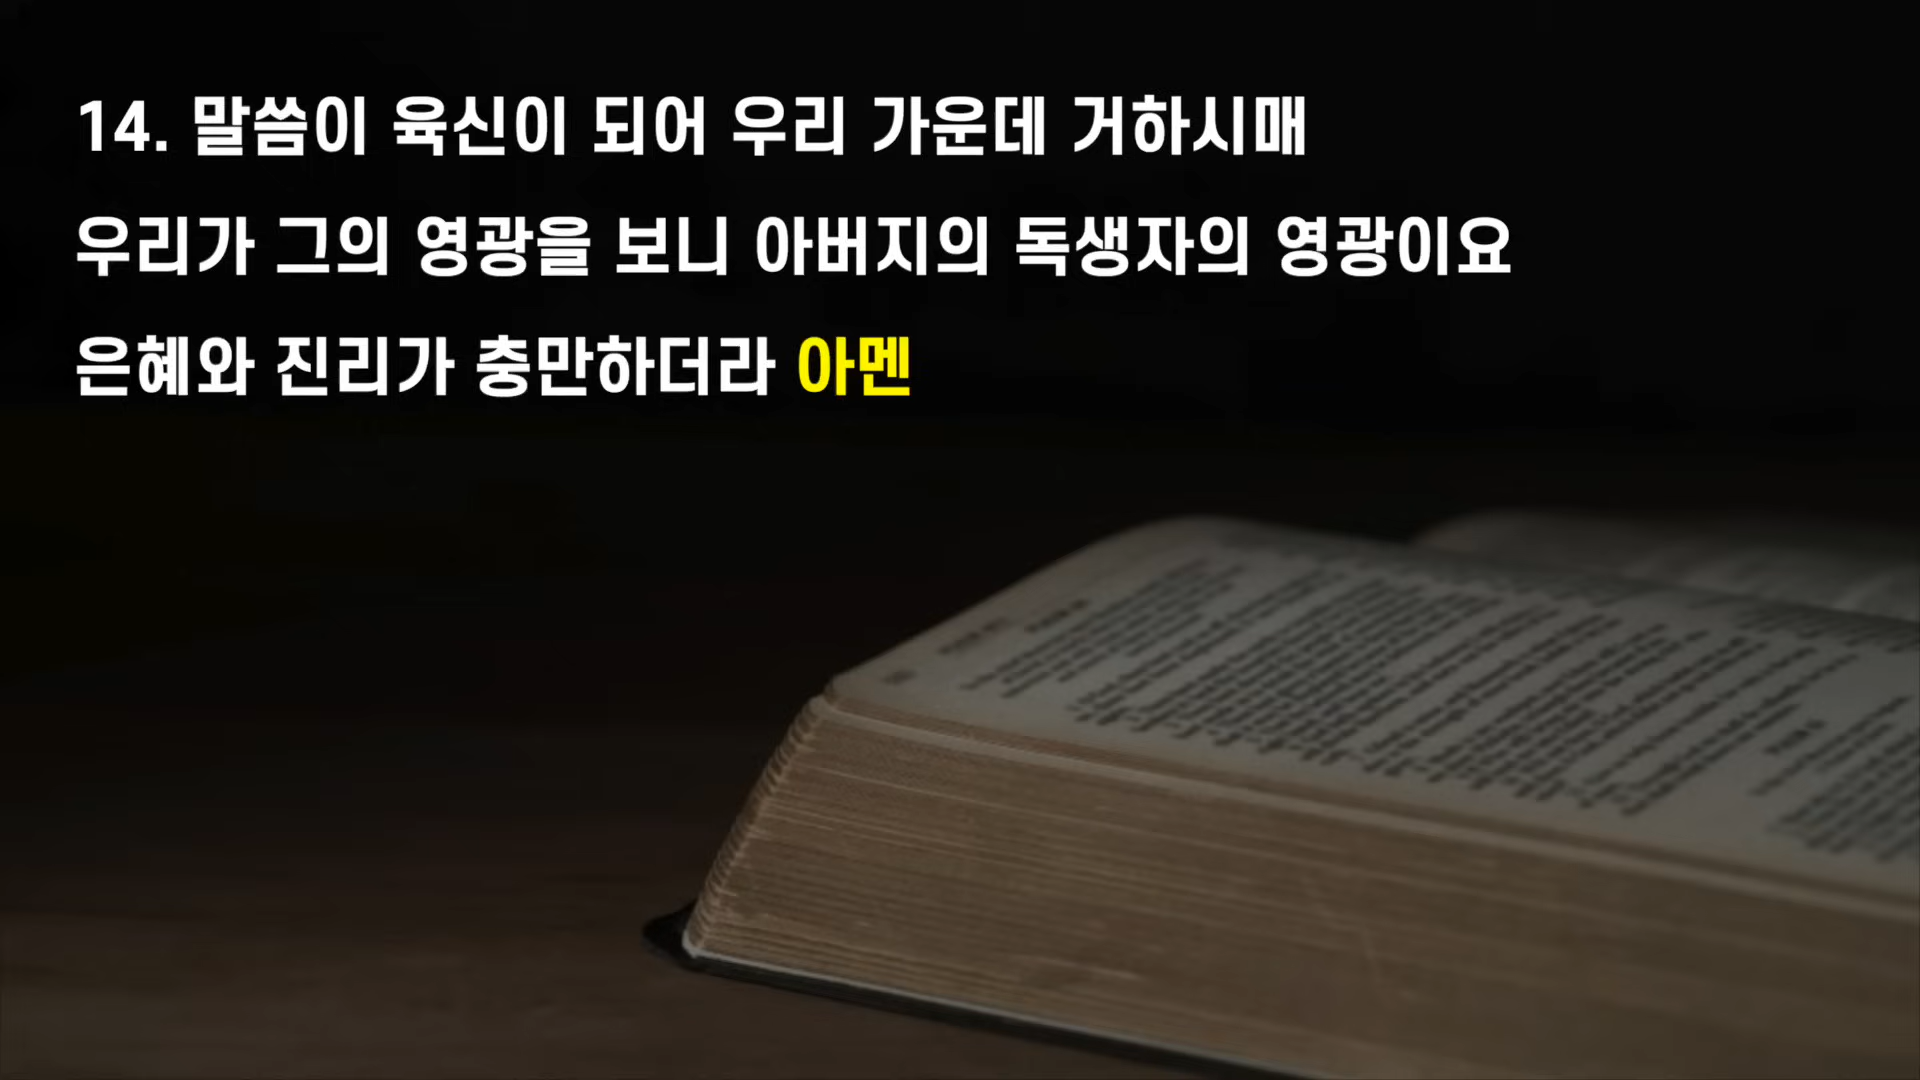 14. 말씀이 육신이 되어 우리 가운데 거하시매
우리가 그의 영광을 보니 아버지의 독생자의 영광이요
은혜와 진리가 충만하더라 아멘